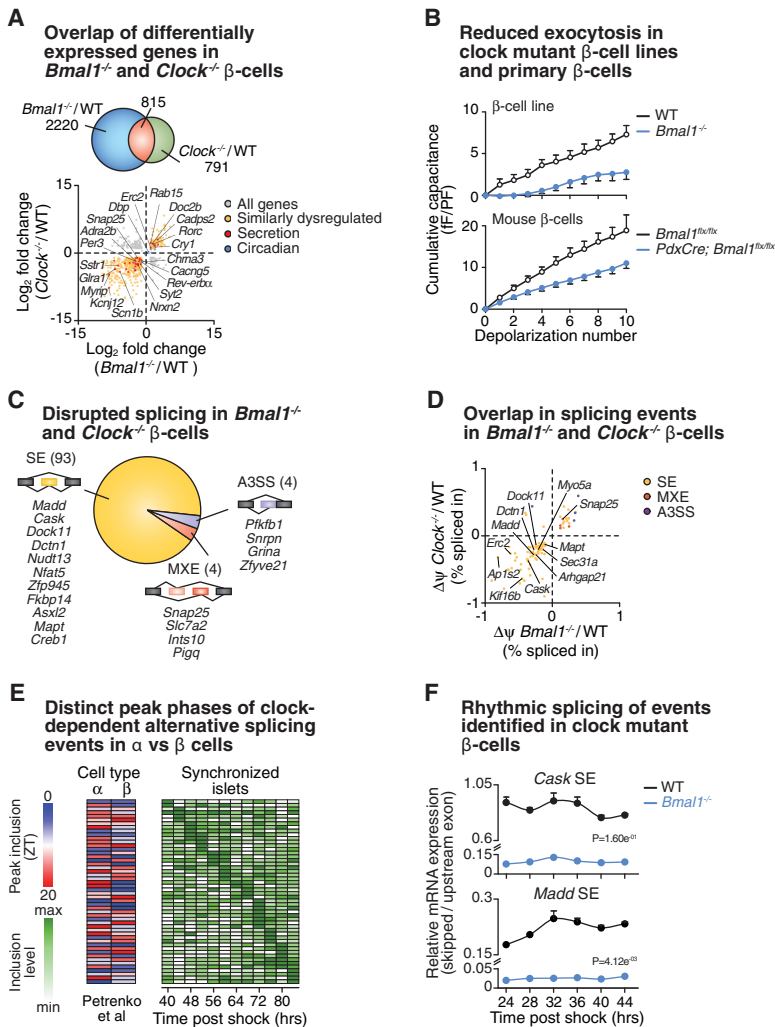 A
Overlap of differentially
expressed genes in
Bmal1-/- and Clock-/- β-cells
Bmal1-/-/WT
2220
815
Clock-/-/WT
791
Log2 fold change
(Clock-/-/WT)
15
0
-15
Erc2
Rab15
Dbp
Doc2b
Snap25
Cadps2
Adra2b
Rorc
Per3
Cry1
Sstr1
Chrna3
Glra1
Cacng5
Myrip
Rev-erbα
Kcnj12
Syt2
Scn1b
Nrxn2
All genes
Similarly dysregulated
Secretion
Circadian
-15 0 15
Log2 fold change
(Bmal1-/-/WT )
B
Reduced exocytosis in
clock mutant β-cell lines
and primary β-cells
Cumulative capacitance
(fF/PF)
β-cell line
WT
Bmal1-/-
10
5
0
Mouse β-cells
Bmal1flx/flx
PdxCre; Bmal1flx/flx
20
10
0
0 2 4 6 8 10
Depolarization number
C
Disrupted splicing in Bmal1-/-
and Clock-/- β-cells
SE (93)
Madd
Cask
Dock11
Dctn1
Nudt13
Nfat5
Zfp945
Fkbp14
Asxl2
Mapt
Creb1
A3SS (4)
Pfkfb1
Snrpn
Grina
Zfyve21
MXE (4)
Snap25
Slc7a2
Ints10
Pigq
D
Overlap in splicing events
in Bmal1-/- and Clock-/- β-cells
Δψ Clock-/-/WT
(% spliced in)
1
0
-1
Myo5a
Dock11
Snap25
Dctn1
Madd
Erc2
Mapt
Sec31a
Ap1s2
Arhgap21
Cask
Kif16b
SE
MXE
A3SS
-1 0 1
Δψ Bmal1-/-/WT
(% spliced in)
E
Distinct peak phases of clock-
dependent alternative splicing
events in α vs β cells
Cell type
α β
Synchronized
islets
Peak inclusion
(ZT)
0
20
Inclusion
level
max
min
Petrenko
et al
40 48 56 64 72 80
Time post shock (hrs)
F
Rhythmic splicing of events
identified in clock mutant
β-cells
Relative mRNA expression
(skipped / upstream exon)
Cask SE
WT
Bmal1-/-
1.05
0.6
P=1.60e-01
0.15
0
Madd SE
0.3
0.15
P=4.12e-03
0.05
0
24 28 32 36 40 44
Time post shock (hrs)